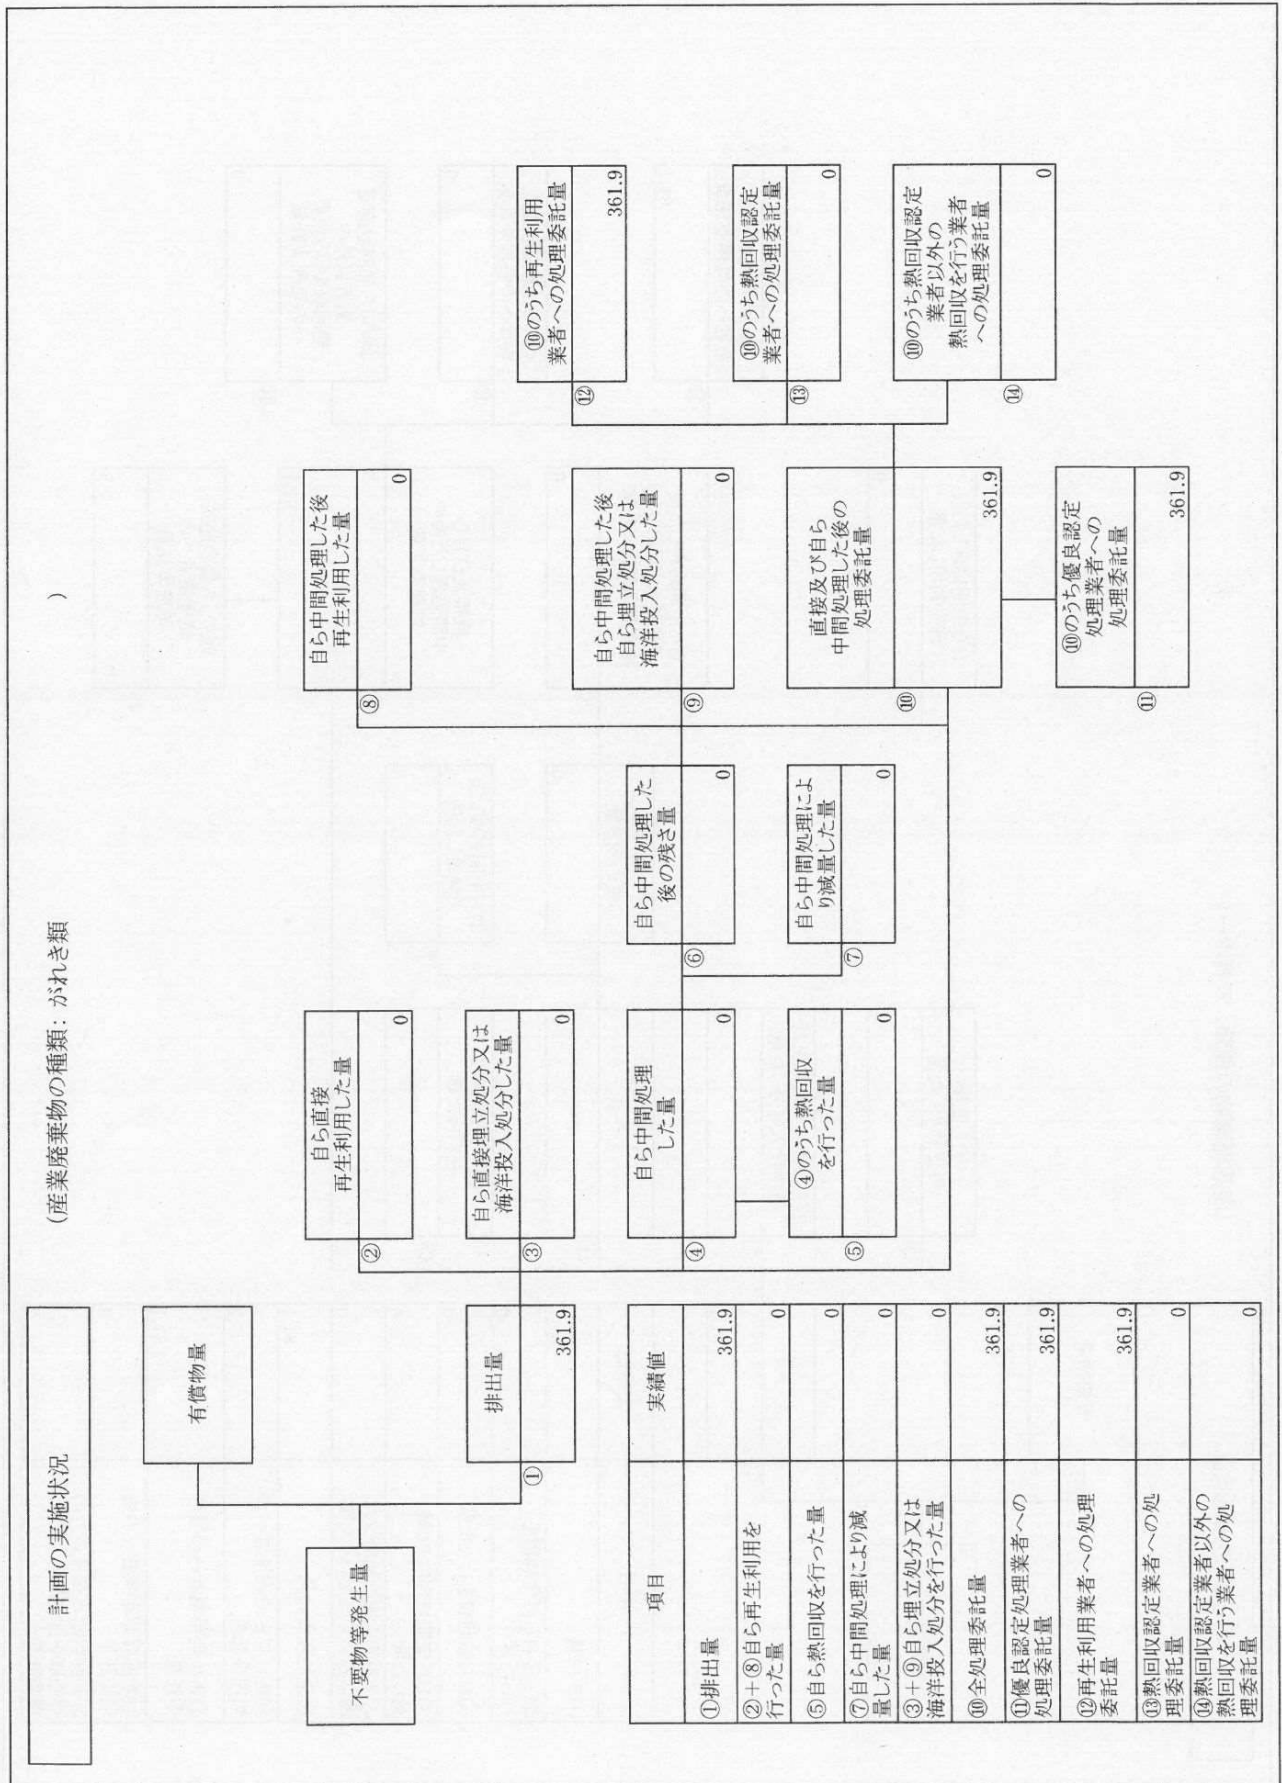 計画の実施状況
(産業廃棄物の種類: がれき類
)
不要物等発生量
有償物量
排出量
①
361.9
自ら直接
再生利用した量
②
0
自ら直接埋立処分又は
海洋投入処分した量
③
0
自ら中間処理
した量
④
0
④のうち熱回収
を行った量
⑤
0
自ら中間処理した
後の残さ量
⑥
0
自ら中間処理によ
り減量した量
⑦
0
自ら中間処理した後
再生利用した量
⑧
0
自ら中間処理した後
自ら埋立処分又は
海洋投入処分した量
⑨
0
直接及び自ら
中間処理した後の
処理委託量
⑩
361.9
⑩のうち優良認定
処理業者への
処理委託量
⑪
361.9
⑩のうち再生利用
業者への処理委託量
⑫
361.9
⑩のうち熱回収認定
業者への処理委託量
⑬
0
⑩のうち熱回収認定
業者以外の
熱回収を行う業者
への処理委託量
⑭
0
項目 実績値
①排出量 361.9
②+⑧自ら再生利用を
行った量 0
⑤自ら熱回収を行った量 0
⑦自ら中間処理により減
量した量 0
③+⑨自ら埋立処分又は
海洋投入処分を行った量 0
⑩全処理委託量 361.9
⑪優良認定処理業者への
処理委託量 361.9
⑫再生利用業者への処理
委託量 361.9
⑬熱回収認定業者への処
理委託量 0
⑭熱回収認定業者以外の
熱回収を行う業者への処
理委託量 0